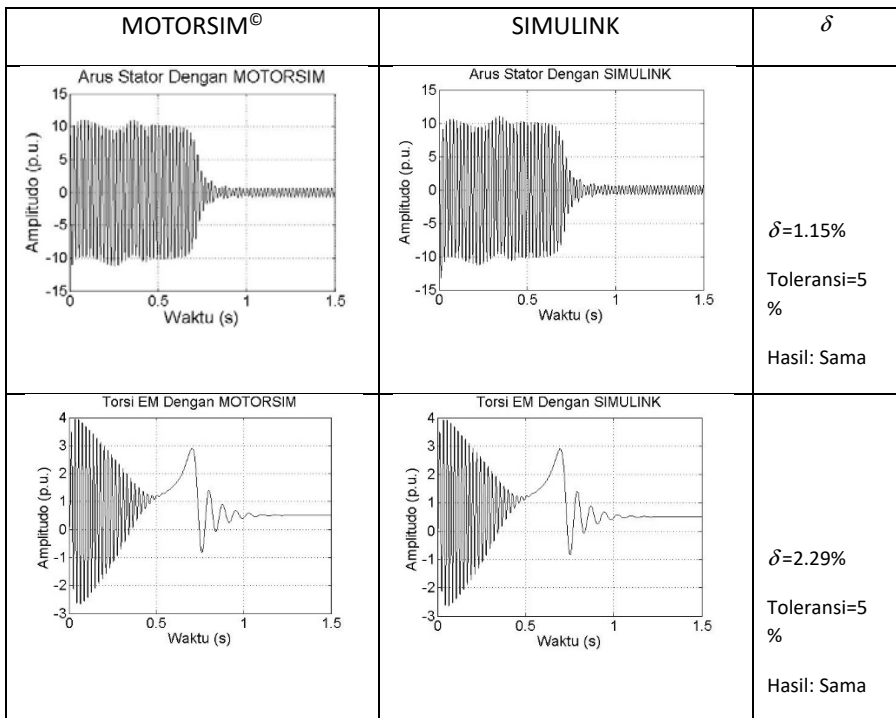 MOTORSIM©
SIMULINK
δ
Arus Stator Dengan MOTORSIM
15
10
5
0
-5
-10
-15
0
0.5
1
1.5
Amplitudo (p.u.)
Waktu (s)
Arus Stator Dengan SIMULINK
15
10
5
0
-5
-10
-15
0
0.5
1
1.5
Amplitudo (p.u.)
Waktu (s)
δ=1.15%
Toleransi=5
%
Hasil: Sama
Torsi EM Dengan MOTORSIM
4
3
2
1
0
-1
-2
-3
0
0.5
1
1.5
Amplitudo (p.u.)
Waktu (s)
Torsi EM Dengan SIMULINK
4
3
2
1
0
-1
-2
-3
0
0.5
1
1.5
Amplitudo (p.u.)
Waktu (s)
δ=2.29%
Toleransi=5
%
Hasil: Sama